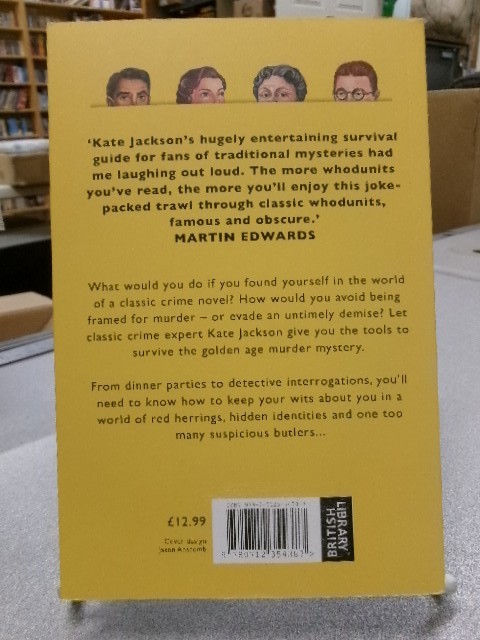 ‘Kate Jackson's hugely entertaining survival
guide for fans of traditional mysteries had
me laughing out loud. The more whodunits
you've read, the more you'll enjoy this joke-
packed trawl through classic whodunits,
famous and obscure.’
MARTIN EDWARDS
What would you do if you found yourself in the world
of a classic crime novel? How would you avoid being
framed for murder – or evade an untimely demise? Let
classic crime expert Kate Jackson give you the tools to
survive the golden age murder mystery.
From dinner parties to detective interrogations, you'll
need to know how to keep your wits about you in a
world of red herrings, hidden identities and one too
many suspicious butlers...
£12.99
Cover design
Jason Anscomb
BRITISH
LIBRARY